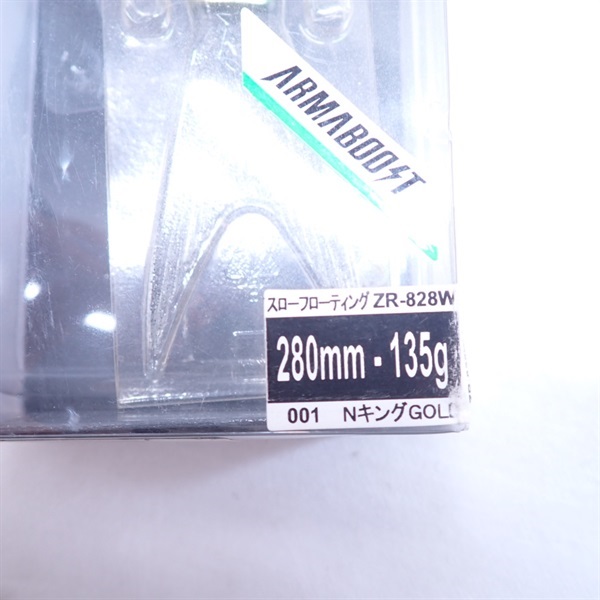 ARMABOOST
スローフローティング ZR-828W
280mm - 135g
001 NキングGOLD